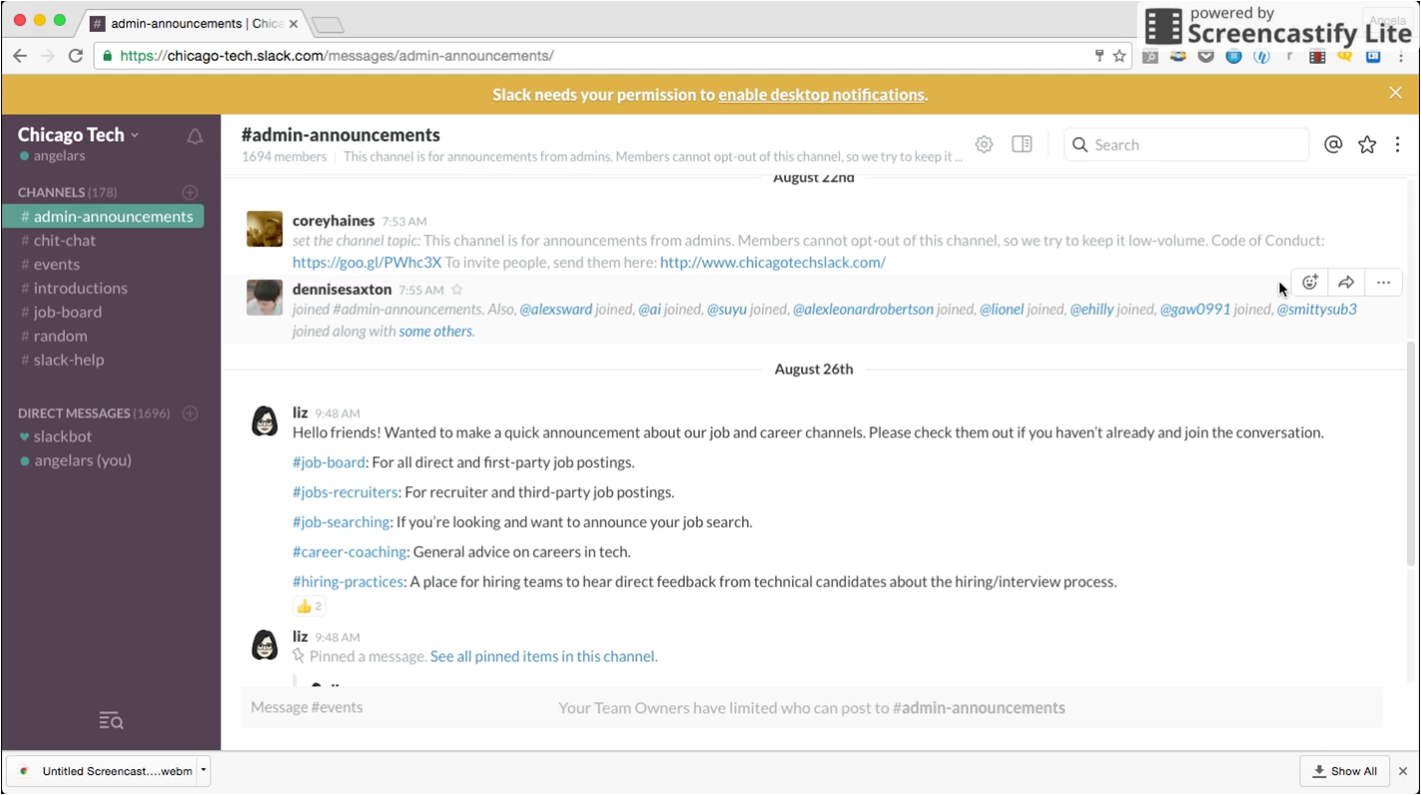 powered by
Screencastify Lite
Angela
admin-announcements | Chica
https://chicago-tech.slack.com/messages/admin-announcements/
Slack needs your permission to enable desktop notifications.
Chicago Tech
angelars
CHANNELS (178)
# admin-announcements
# chit-chat
# events
# introductions
# job-board
# random
# slack-help
DIRECT MESSAGES (1696)
slackbot
angelars (you)
#admin-announcements
1694 members | This channel is for announcements from admins. Members cannot opt-out of this channel, so we try to keep it ...
Search
August 22nd
coreyhaines 7:53 AM
set the channel topic: This channel is for announcements from admins. Members cannot opt-out of this channel, so we try to keep it low-volume. Code of Conduct:
https://goo.gl/PWhc3X To invite people, send them here: http://www.chicagotechslack.com/
dennisesaxton 7:55 AM
joined #admin-announcements. Also, @alexsward joined, @ai joined, @suyu joined, @alexleonardrobertson joined, @lionel joined, @ehilly joined, @gaw0991 joined, @smittysub3
joined along with some others.
August 26th
liz 9:48 AM
Hello friends! Wanted to make a quick announcement about our job and career channels. Please check them out if you haven't already and join the conversation.
#job-board: For all direct and first-party job postings.
#jobs-recruiters: For recruiter and third-party job postings.
#job-searching: If you're looking and want to announce your job search.
#career-coaching: General advice on careers in tech.
#hiring-practices: A place for hiring teams to hear direct feedback from technical candidates about the hiring/interview process.
2
liz 9:48 AM
Pinned a message. See all pinned items in this channel.
Message #events
Your Team Owners have limited who can post to #admin-announcements
Untitled Screencast....webm
Show All